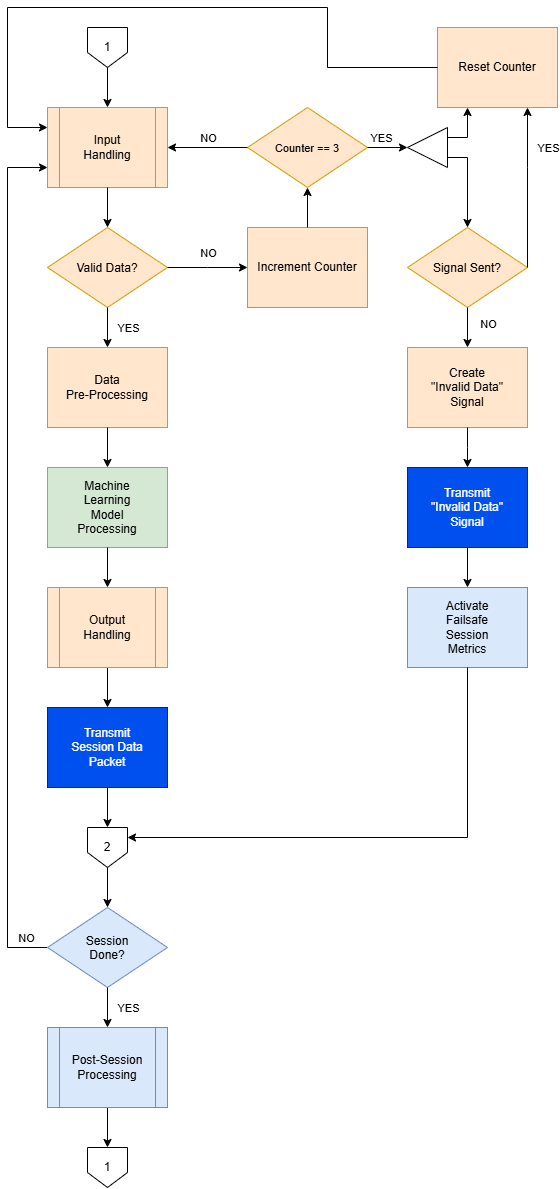 1
Reset Counter
Input
Handling
NO
Counter == 3
YES
YES
Valid Data?
NO
Increment Counter
Signal Sent?
YES
NO
Data
Pre-Processing
Create
"Invalid Data"
Signal
Machine
Learning
Model
Processing
Transmit
"Invalid Data"
Signal
Output
Handling
Activate
Failsafe
Session
Metrics
Transmit
Session Data
Packet
2
NO
Session
Done?
YES
Post-Session
Processing
1